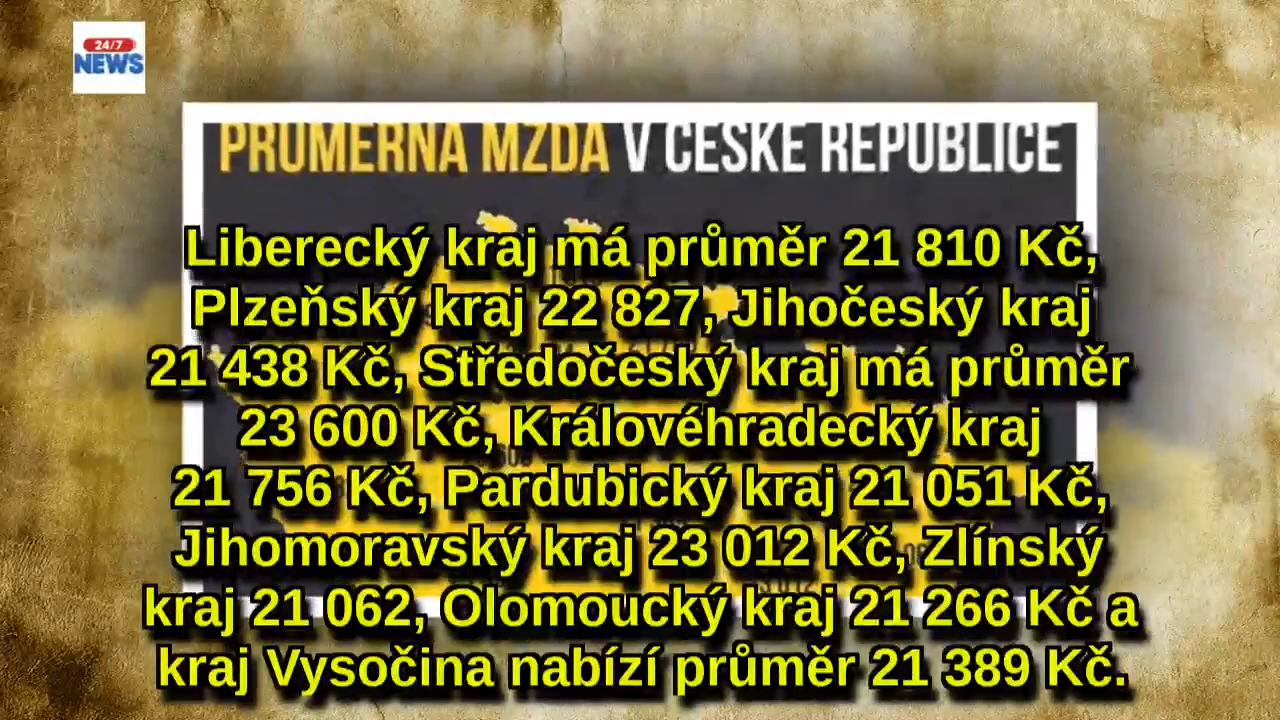 24/7
NEWS
PRŮMĚRNÁ MZDA V ČESKÉ REPUBLICE
Liberecký kraj má průměr 21 810 Kč,
Plzeňský kraj 22 827, Jihočeský kraj
21 438 Kč, Středočeský kraj má průměr
23 600 Kč, Královéhradecký kraj
21 756 Kč, Pardubický kraj 21 051 Kč,
Jihomoravský kraj 23 012 Kč, Zlínský
kraj 21 062, Olomoucký kraj 21 266 Kč a
kraj Vysočina nabízí průměr 21 389 Kč.